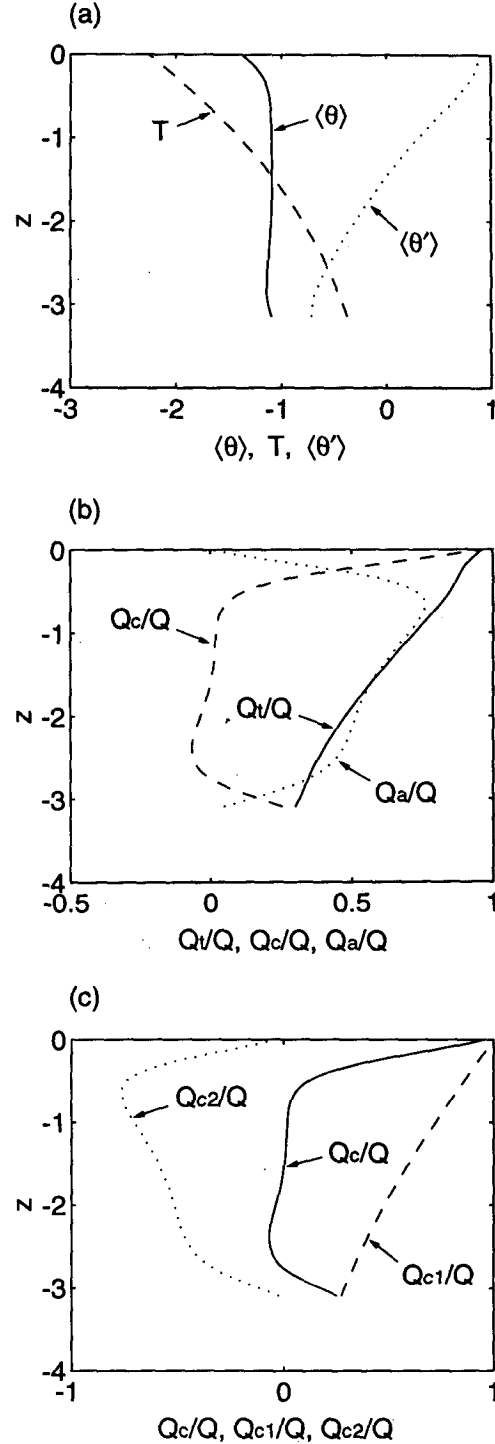 (a)
0
-1
-2
-3
-4
z
T
⟨θ⟩
⟨θ'⟩
-3 -2 -1 0 1
⟨θ⟩, T, ⟨θ'⟩
(b)
0
-1
-2
-3
-4
z
Qc/Q
Qt/Q
Qa/Q
-0.5 0 0.5 1
Qt/Q, Qc/Q, Qa/Q
(c)
0
-1
-2
-3
-4
z
Qc2/Q
Qc/Q
Qc1/Q
-1 0 1
Qc/Q, Qc1/Q, Qc2/Q